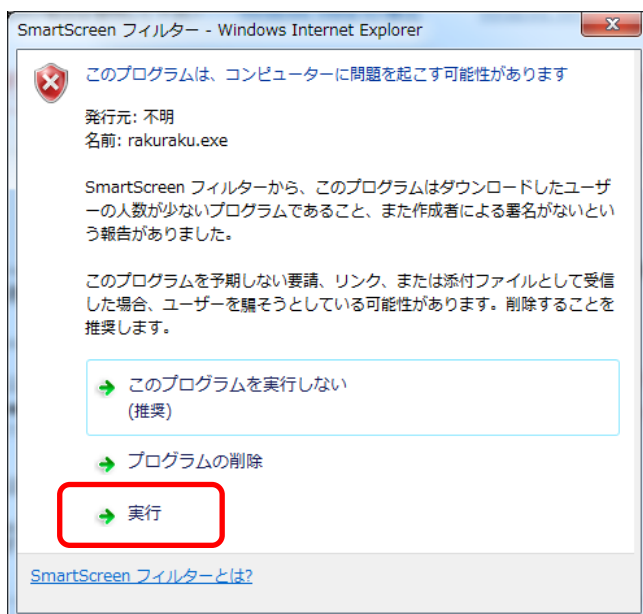 SmartScreen フィルター - Windows Internet Explorer
このプログラムは、コンピューターに問題を起こす可能性があります
発行元: 不明
名前: rakuraku.exe
SmartScreen フィルターから、このプログラムはダウンロードしたユーザ
ーの人数が少ないプログラムであること、また作成者による署名がないとい
う報告がありました。
このプログラムを予期しない要請、リンク、または添付ファイルとして受信
した場合、ユーザーを騙そうとしている可能性があります。削除することを
推奨します。
このプログラムを実行しない
(推奨)
プログラムの削除
実行
SmartScreen フィルターとは?